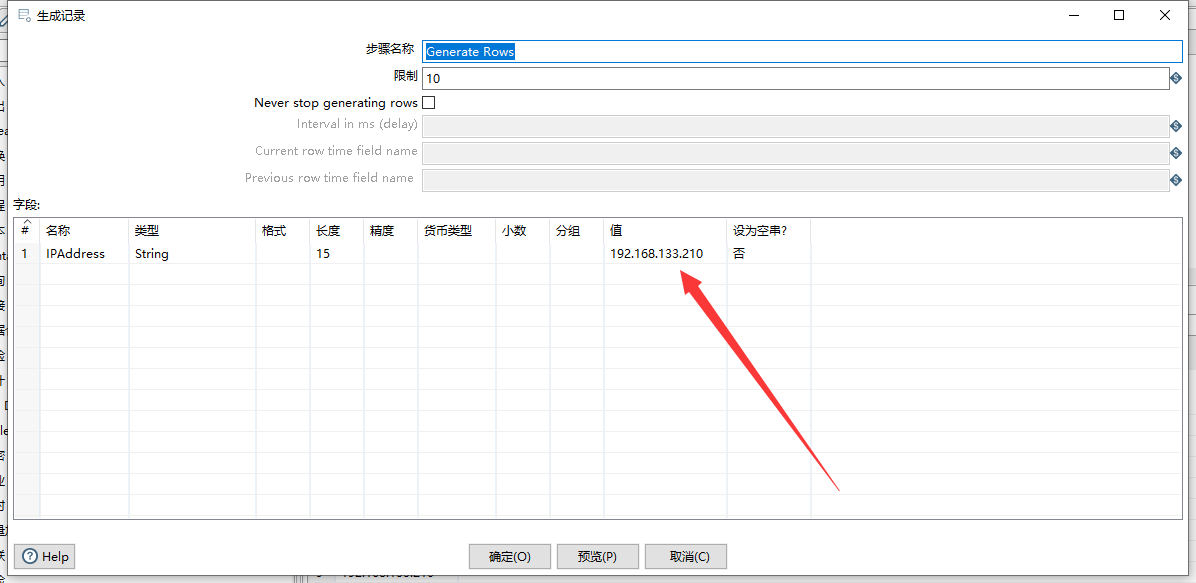 生成记录
步骤名称 Generate Rows
限制 10
Never stop generating rows
Interval in ms (delay)
Current row time field name
Previous row time field name
字段:
# 名称 类型 格式 长度 精度 货币类型 小数 分组 值 设为空串?
1 IPAddress String 15 192.168.133.210 否
Help 确定(O) 预览(P) 取消(C)